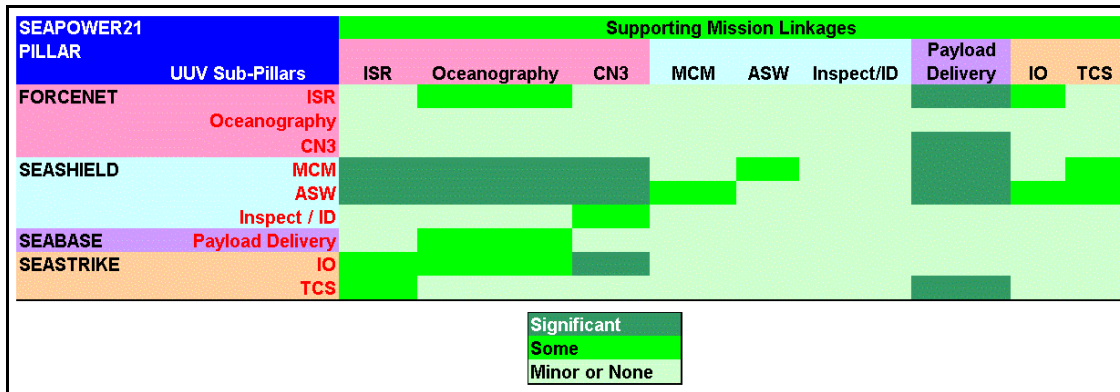 SEAPOWER21 Supporting Mission Linkages
PILLAR
UUV Sub-Pillars ISR Oceanography CN3 MCM ASW Inspect/ID Payload Delivery IO TCS
FORCENET ISR
Oceanography
CN3
SEASHIELD MCM
ASW
Inspect / ID
SEABASE Payload Delivery
SEASTRIKE IO
TCS
Significant
Some
Minor or None